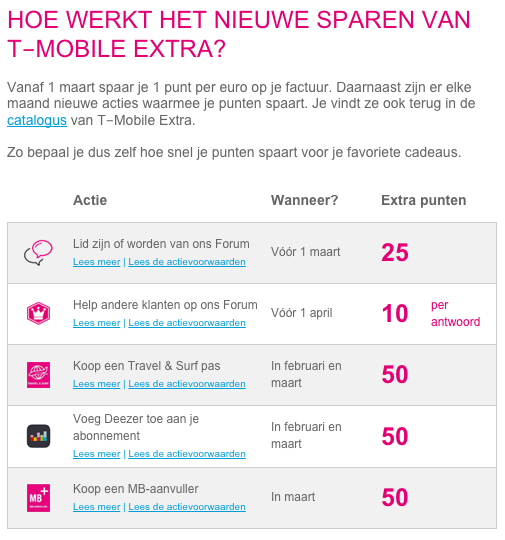 HOE WERKT HET NIEUWE SPAREN VAN
T-MOBILE EXTRA?
Vanaf 1 maart spaar je 1 punt per euro op je factuur. Daarnaast zijn er elke
maand nieuwe acties waarmee je punten spaart. Je vindt ze ook terug in de
catalogus van T-Mobile Extra.
Zo bepaal je dus zelf hoe snel je punten spaart voor je favoriete cadeaus.
Actie Wanneer? Extra punten
Lid zijn of worden van ons Forum
Lees meer | Lees de actievoorwaarden
Vóór 1 maart
25
Help andere klanten op ons Forum
Lees meer | Lees de actievoorwaarden
Vóór 1 april
10
per
antwoord
TRAVEL & SURF
Koop een Travel & Surf pas
Lees meer | Lees de actievoorwaarden
In februari en
maart
50
Voeg Deezer toe aan je
abonnement
Lees meer | Lees de actievoorwaarden
In februari en
maart
50
MB+
Koop een MB-aanvuller
Lees meer | Lees de actievoorwaarden
In maart
50